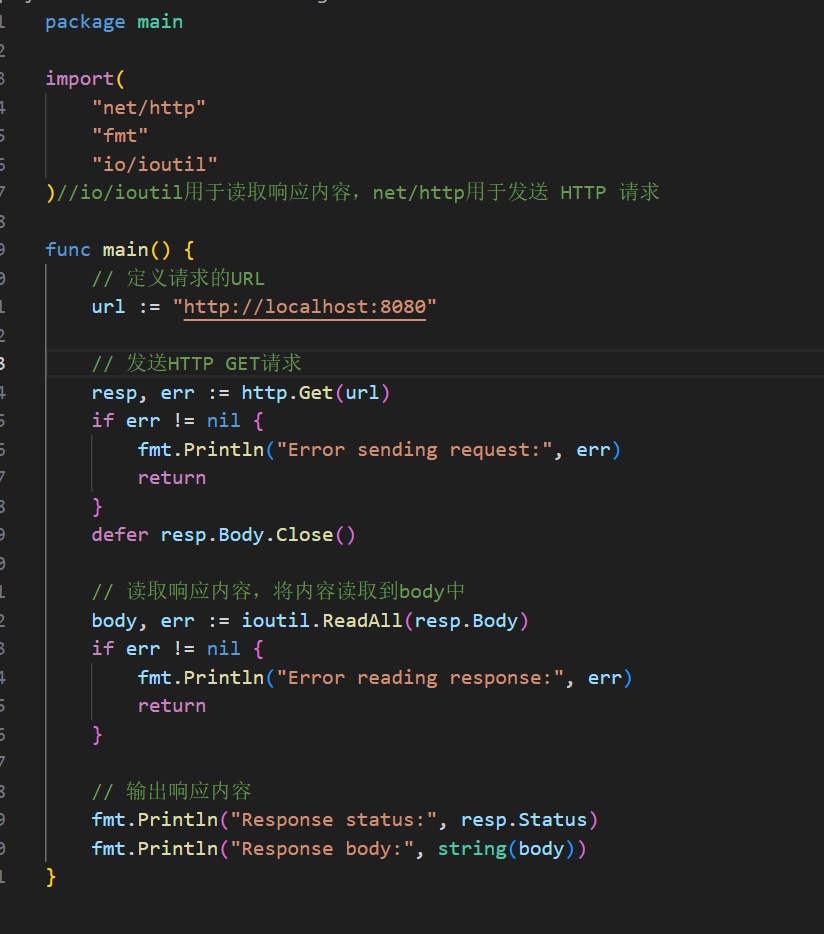 package main
import(
"net/http"
"fmt"
"io/ioutil"
)//io/ioutil用于读取响应内容，net/http用于发送 HTTP 请求
func main() {
// 定义请求的URL
url := "http://localhost:8080"
// 发送HTTP GET请求
resp, err := http.Get(url)
if err != nil {
fmt.Println("Error sending request:", err)
return
}
defer resp.Body.Close()
// 读取响应内容，将内容读取到body中
body, err := ioutil.ReadAll(resp.Body)
if err != nil {
fmt.Println("Error reading response:", err)
return
}
// 输出响应内容
fmt.Println("Response status:", resp.Status)
fmt.Println("Response body:", string(body))
}